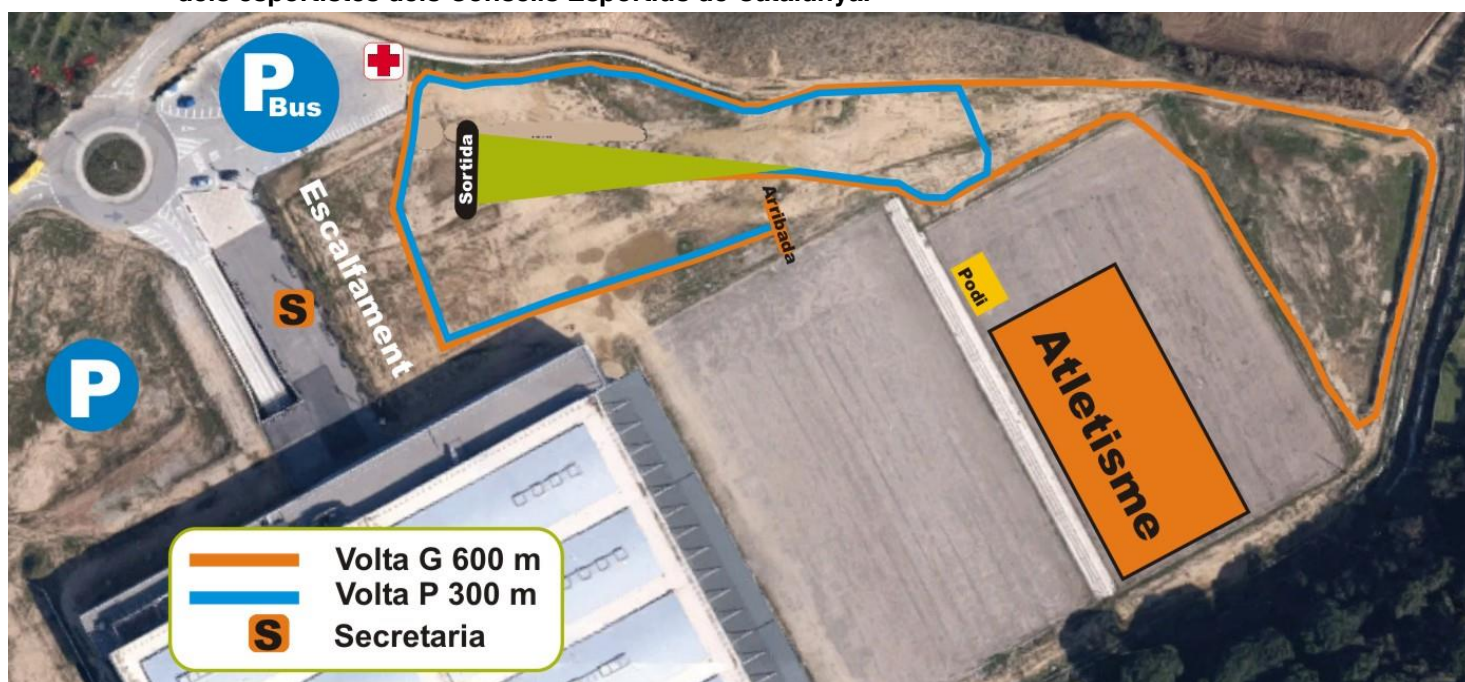 dels esportistes dels Consells Esportius de Catalunya.
P
Bus
Sortida
Escalfament
Arribada
S
Podi
P
Atletisme
Volta G 600 m
Volta P 300 m
S Secretaria